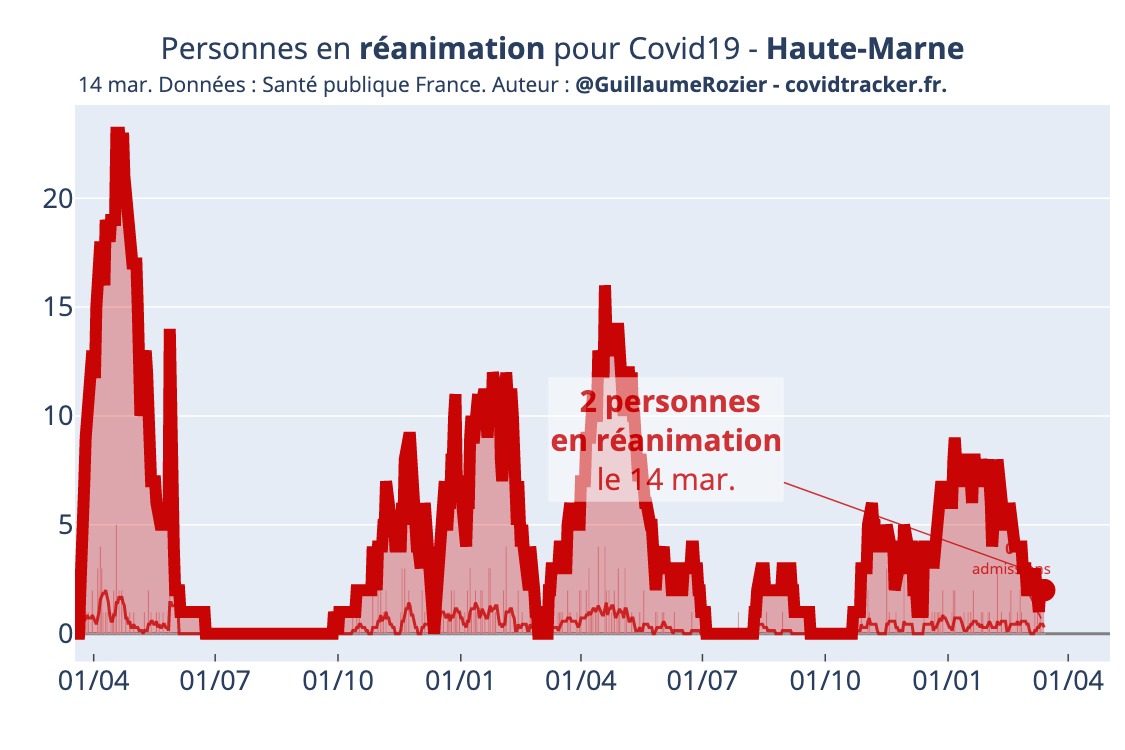 Personnes en réanimation pour Covid19 - Haute-Marne
14 mar. Données : Santé publique France. Auteur : @GuillaumeRozier - covidtracker.fr.
20
15
10
5
0
2 personnes
en réanimation
le 14 mar.
admissions
01/04 01/07 01/10 01/01 01/04 01/07 01/10 01/01 01/04